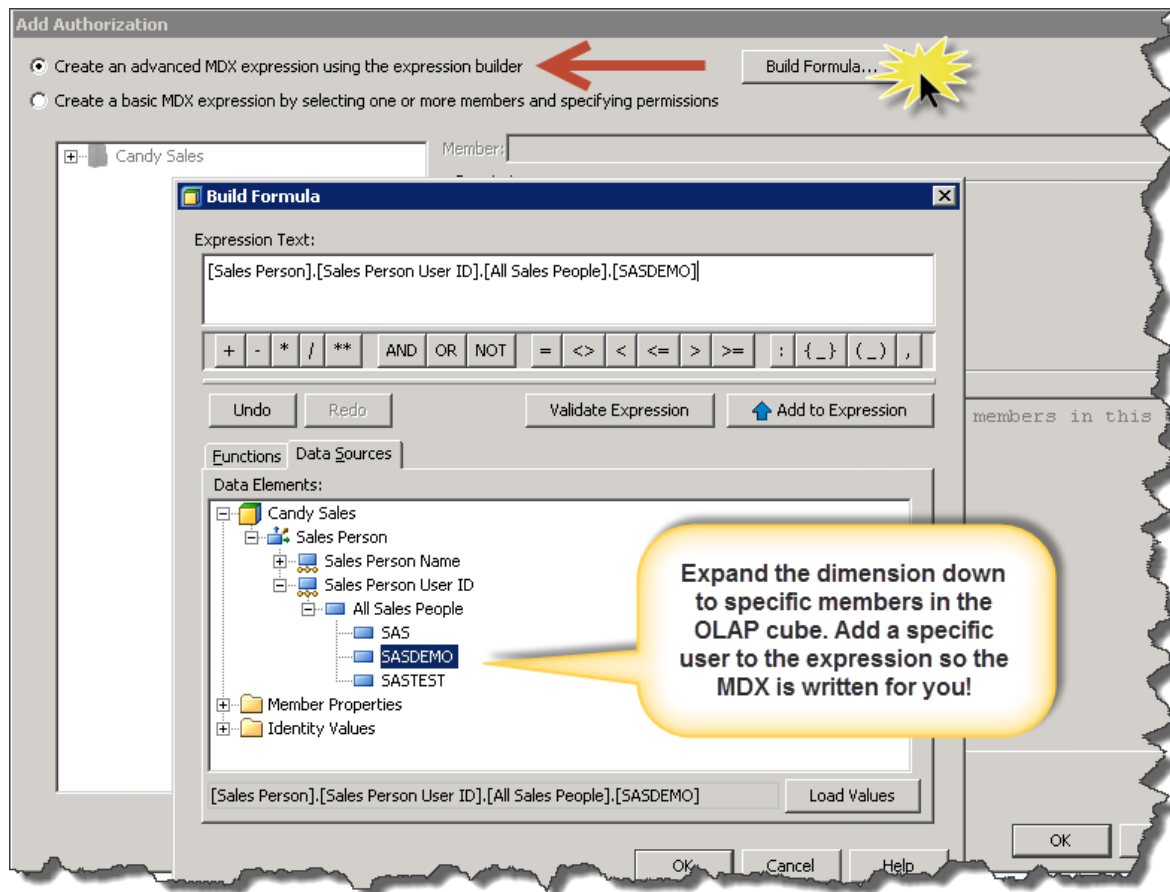 Add Authorization
Create an advanced MDX expression using the expression builder
Build Formula...
Create a basic MDX expression by selecting one or more members and specifying permissions
Candy Sales
Member:
Build Formula
Expression Text:
[Sales Person].[Sales Person User ID].[All Sales People].[SASDEMO]
+ - * / ** AND OR NOT = <> < <= > >= : {_} (_) ,
Undo Redo Validate Expression Add to Expression
members in this
Functions Data Sources
Data Elements:
Candy Sales
Sales Person
Sales Person Name
Sales Person User ID
All Sales People
SAS
SASDEMO
SASTEST
Member Properties
Identity Values
Expand the dimension down
to specific members in the
OLAP cube. Add a specific
user to the expression so the
MDX is written for you!
[Sales Person].[Sales Person User ID].[All Sales People].[SASDEMO] Load Values
OK
OK Cancel Help